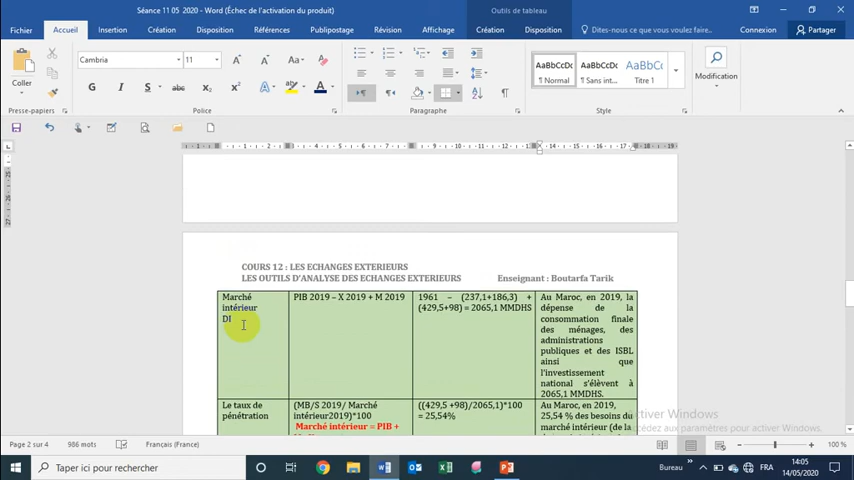 Séance 11 05 2020 - Word (Échec de l'activation du produit)
Outils de tableau
Fichier Accueil Insertion Dessin Conception Disposition Références Publipostage Révision Affichage Création Disposition Dites-nous ce que vous voulez faire... Connexion Partager
Coller
Cambria 11
Aa
AaBbCcDc AaBbCcDc AaBbCc
¶ Normal ¶ Sans int... Titre 1
Modification
G I S abc x₂ x²
Presse-papiers Police Paragraphe Style
COURS 12 : LES ECHANGES EXTERIEURS
LES OUTILS D'ANALYSE DES ECHANGES EXTERIEURS Enseignant : Boutarfa Tarik
Marché
intérieur
DI
PIB 2019 – X 2019 + M 2019
1961 – (237,1+186,3) +
(429,5+98) = 2065,1 MMDHS
Au Maroc, en 2019, la
dépense de la
consommation finale
des ménages, des
administrations
publiques et des ISBL
ainsi que
l'investissement
national s'élèvent à
2065,1 MMDHS.
Le taux de
pénétration
(MB/S 2019/ Marché
intérieur2019)*100
Marché intérieur = PIB +
((429,5 +98)/2065,1)*100
= 25,54%
Au Maroc, en 2019,
25,54 % des besoins du
marché intérieur (de la
Activer Windows
Accédez aux paramètres pour activer Windows.
Page 2 sur 4 986 mots Français (France) 100 %
Taper ici pour rechercher
Bureau
FRA
14:05
14/05/2020